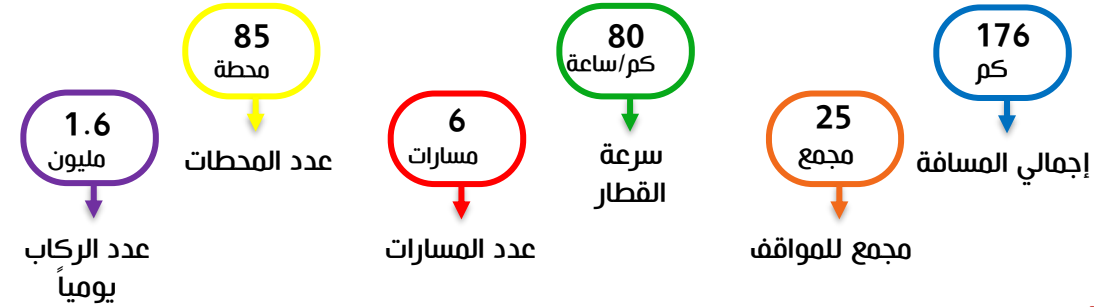 176
كم
إجمالي المسافة
25
مجمع
مجمع للمواقف
80
كم/ساعة
سرعة
القطار
6
مسارات
عدد المسارات
85
محطة
عدد المحطات
1.6
مليون
عدد الركاب
يومياً